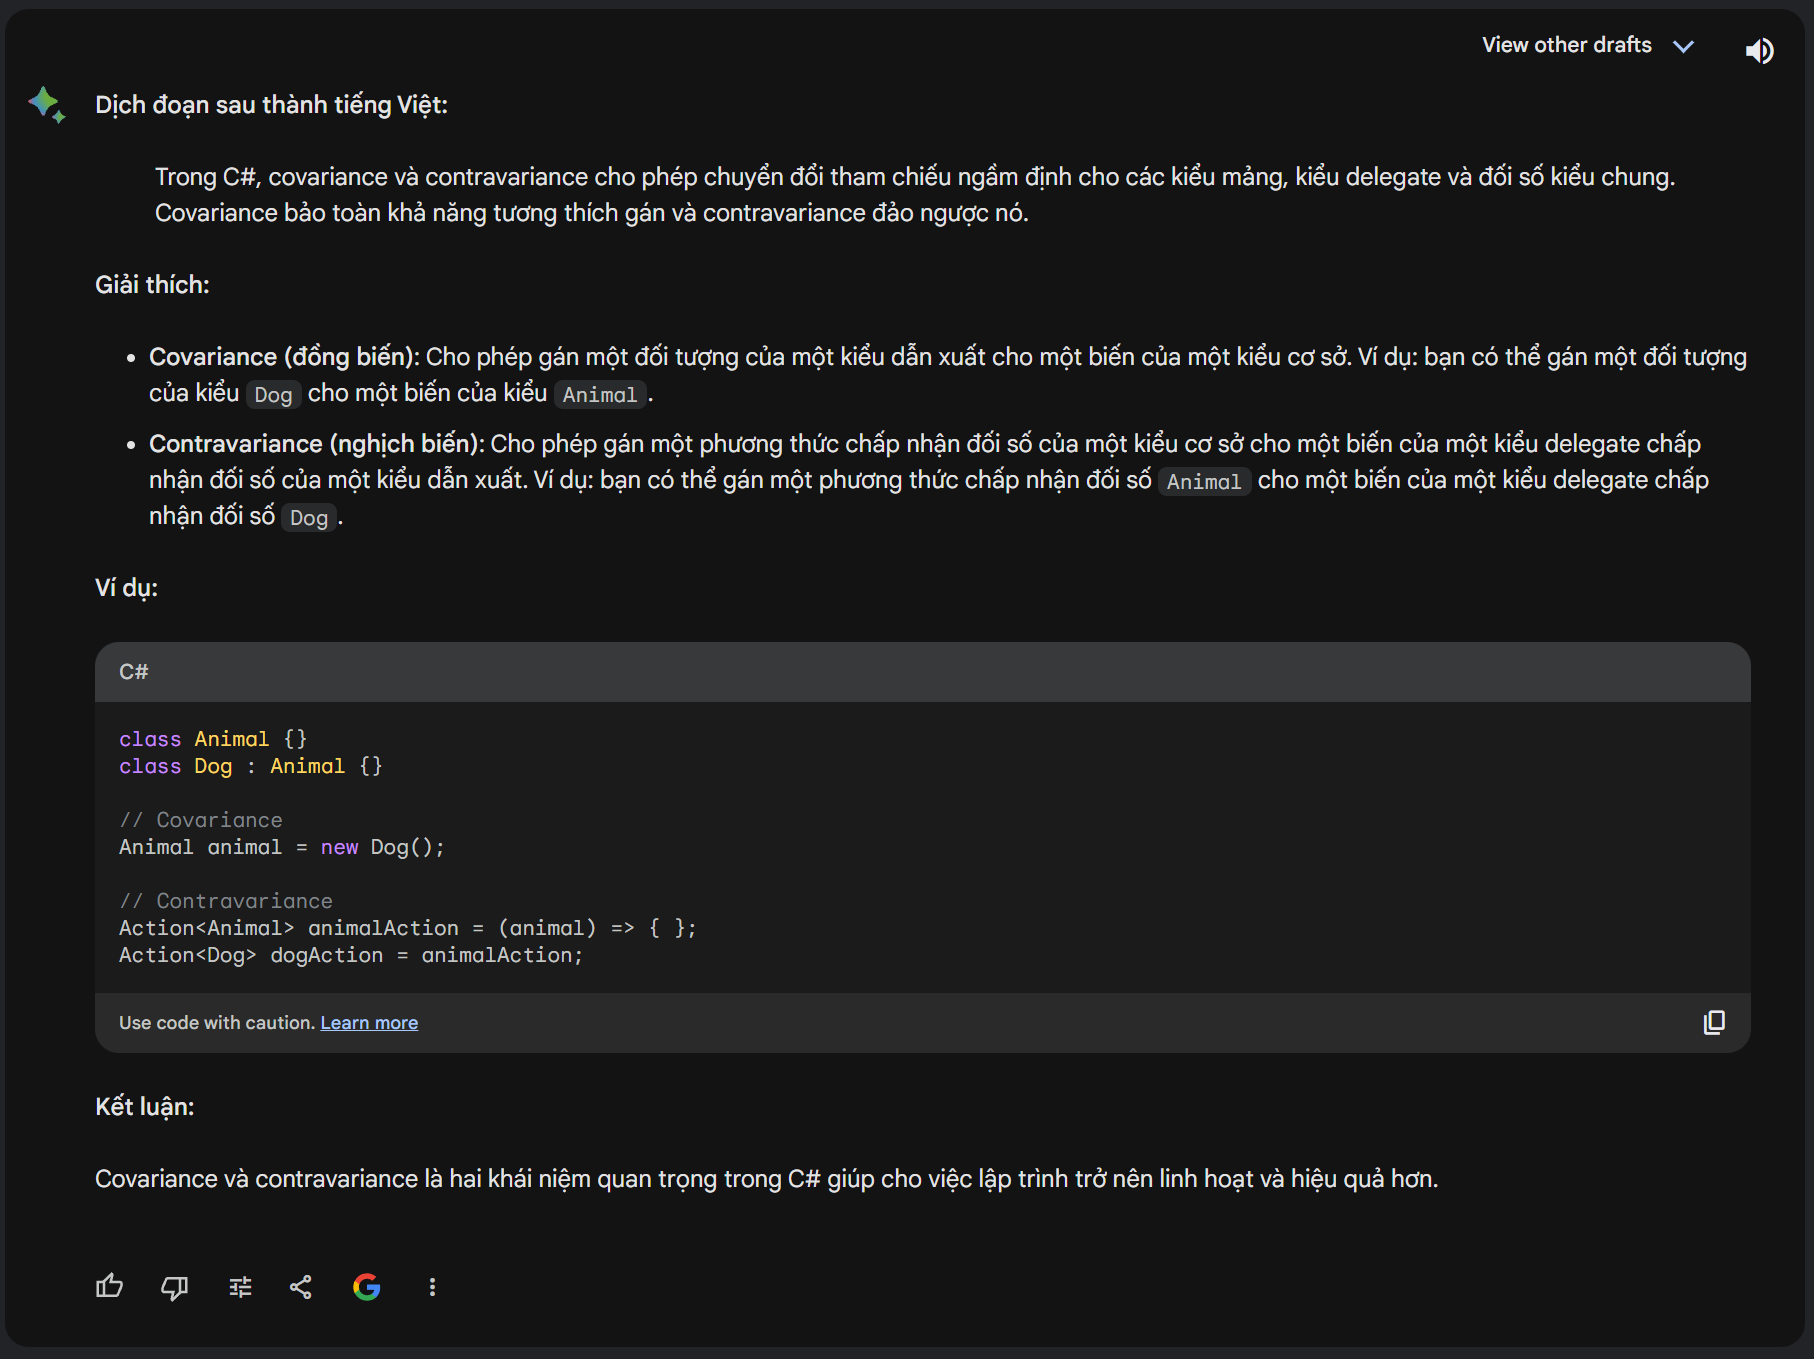 View other drafts
Dịch đoạn sau thành tiếng Việt:
Trong C#, covariance và contravariance cho phép chuyển đổi tham chiếu ngầm định cho các kiểu mảng, kiểu delegate và đối số kiểu chung.
Covariance bảo toàn khả năng tương thích gán và contravariance đảo ngược nó.
Giải thích:
• Covariance (đồng biến): Cho phép gán một đối tượng của một kiểu dẫn xuất cho một biến của một kiểu cơ sở. Ví dụ: bạn có thể gán một đối tượng
của kiểu Dog cho một biến của kiểu Animal.
• Contravariance (nghịch biến): Cho phép gán một phương thức chấp nhận đối số của một kiểu cơ sở cho một biến của một kiểu delegate chấp
nhận đối số của một kiểu dẫn xuất. Ví dụ: bạn có thể gán một phương thức chấp nhận đối số Animal cho một biến của một kiểu delegate chấp
nhận đối số Dog.
Ví dụ:
C#
class Animal {}
class Dog : Animal {}
// Covariance
Animal animal = new Dog();
// Contravariance
Action<Animal> animalAction = (animal) => { };
Action<Dog> dogAction = animalAction;
Use code with caution. Learn more
Kết luận:
Covariance và contravariance là hai khái niệm quan trọng trong C# giúp cho việc lập trình trở nên linh hoạt và hiệu quả hơn.